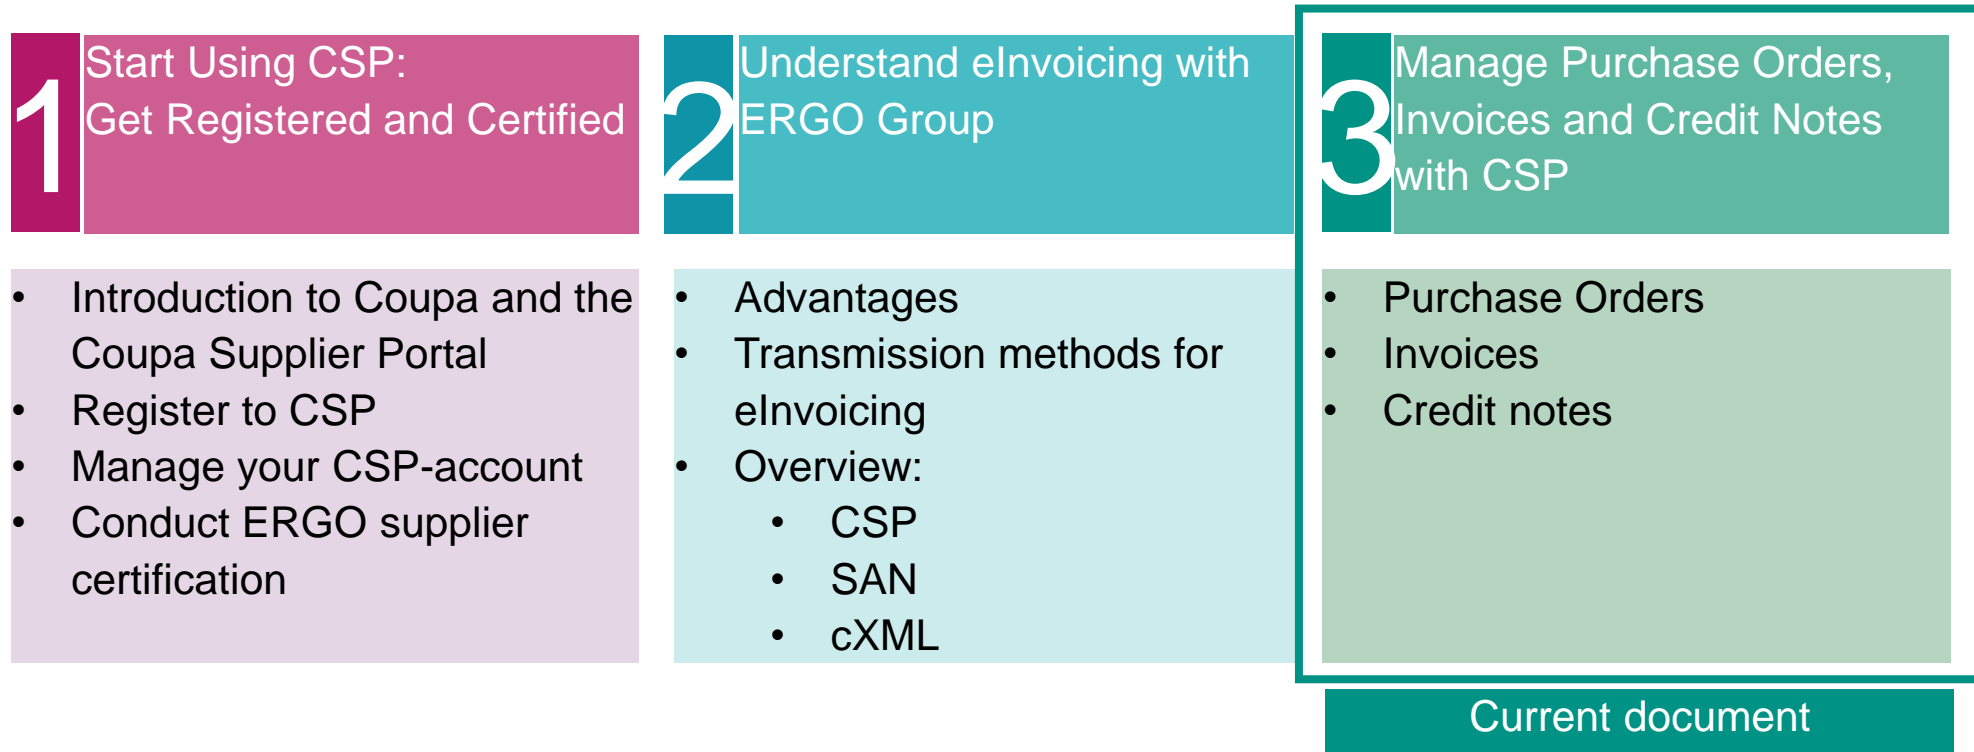 1
Start Using CSP:
Get Registered and Certified
• Introduction to Coupa and the
Coupa Supplier Portal
• Register to CSP
• Manage your CSP-account
• Conduct ERGO supplier
certification
2
Understand eInvoicing with
ERGO Group
• Advantages
• Transmission methods for
eInvoicing
• Overview:
• CSP
• SAN
• cXML
3
Manage Purchase Orders,
Invoices and Credit Notes
with CSP
• Purchase Orders
• Invoices
• Credit notes
Current document